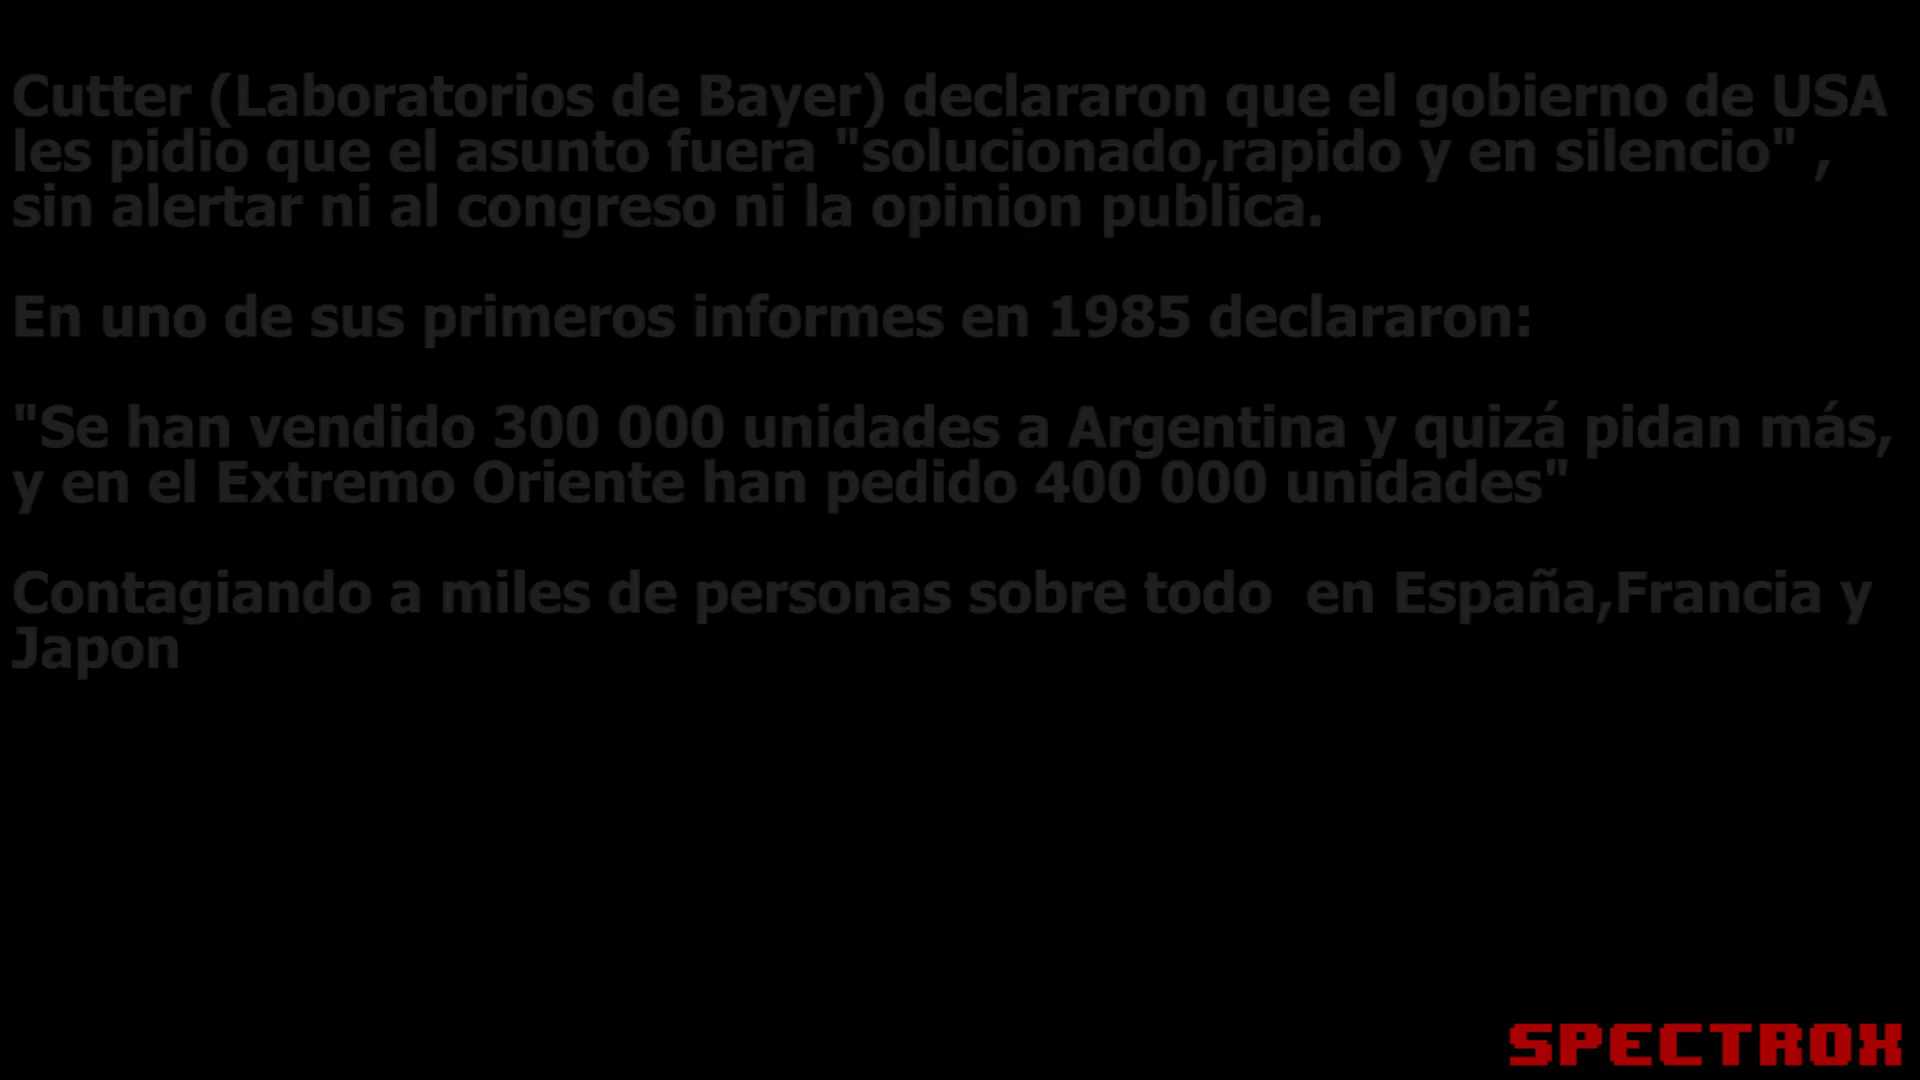 Cutter (Laboratorios de Bayer) declararon que el gobierno de USA
les pidio que el asunto fuera "solucionado,rapido y en silencio" ,
sin alertar ni al congreso ni la opinion publica.
En uno de sus primeros informes en 1985 declararon:
"Se han vendido 300 000 unidades a Argentina y quizá pidan más,
y en el Extremo Oriente han pedido 400 000 unidades"
Contagiando a miles de personas sobre todo  en España,Francia y
Japon
SPECTROX